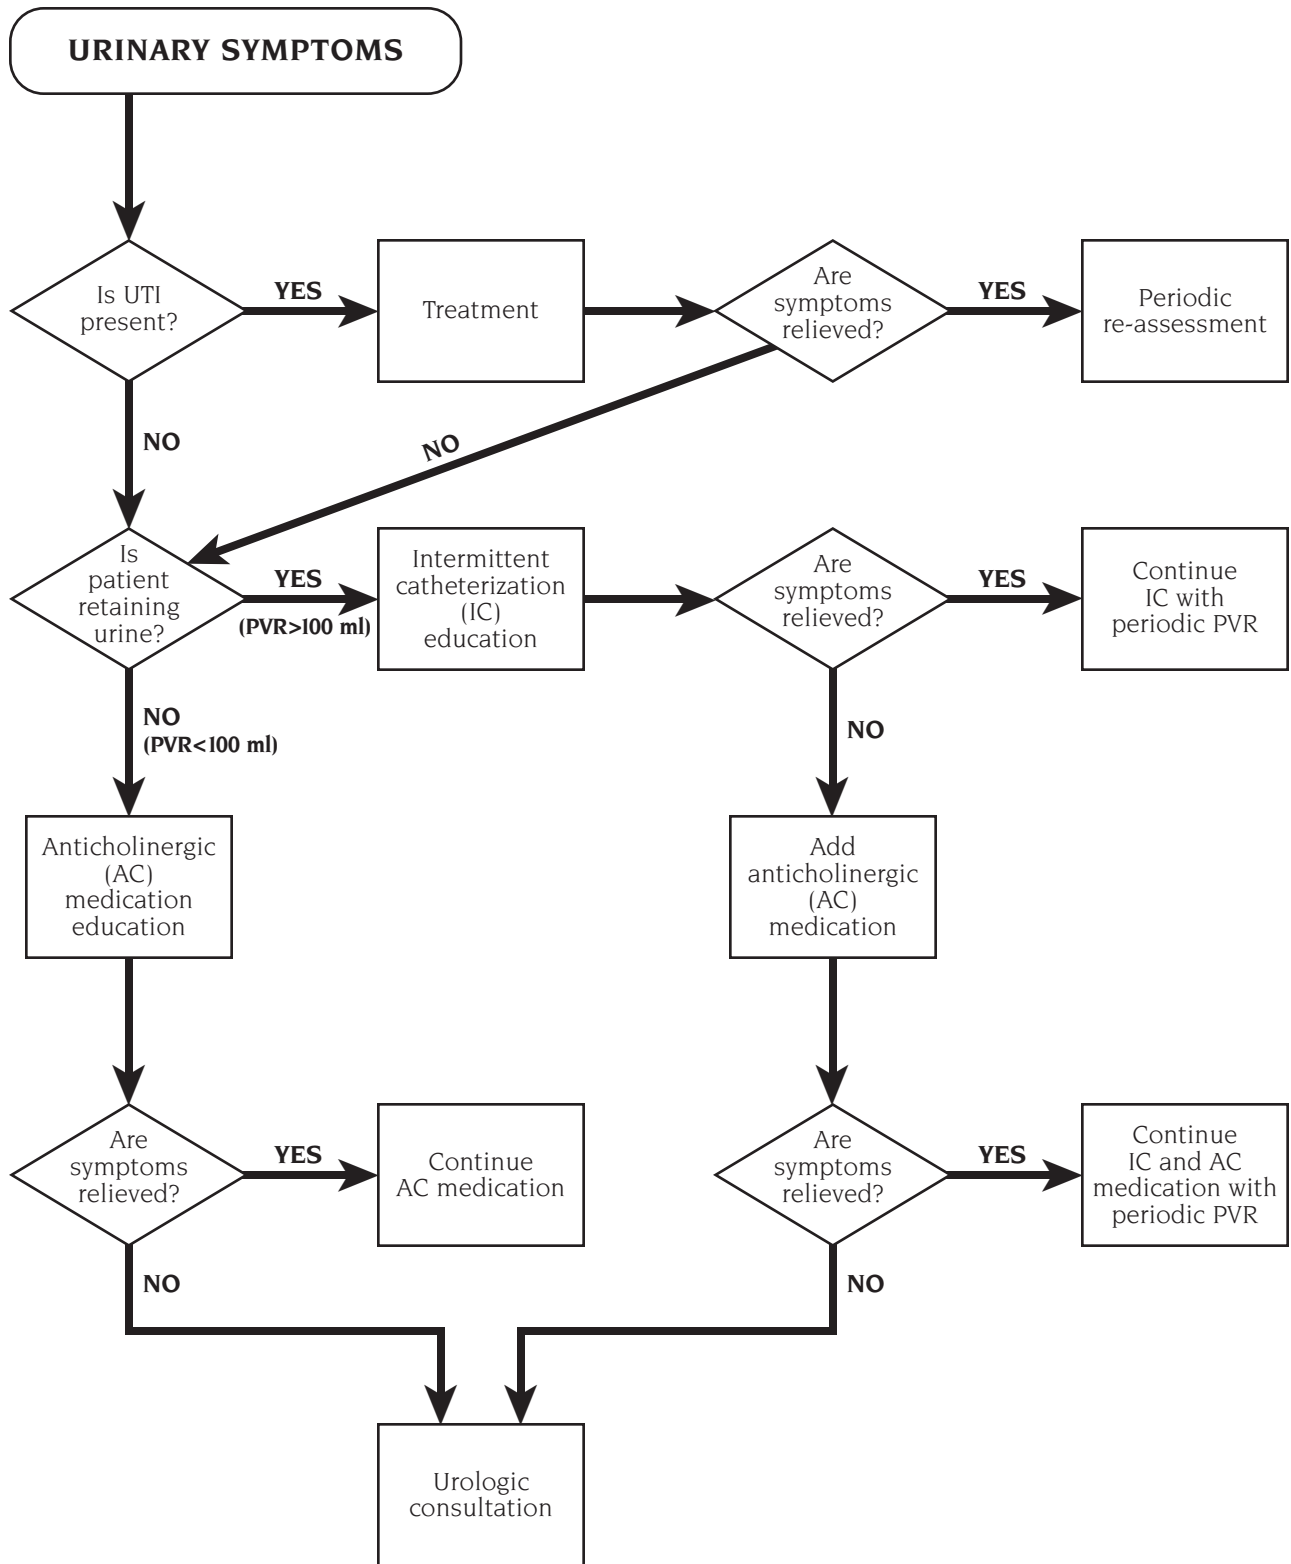 URINARY SYMPTOMS
Is UTI
present?
YES
Treatment
Are
symptoms
relieved?
YES
Periodic
re-assessment
NO
NO
Is
patient
retaining
urine?
YES
(PVR>100 ml)
Intermittent
catheterization
(IC)
education
Are
symptoms
relieved?
YES
Continue
IC with
periodic PVR
NO
(PVR<100 ml)
NO
Anticholinergic
(AC)
medication
education
Add
anticholinergic
(AC)
medication
Are
symptoms
relieved?
YES
Continue
AC medication
Are
symptoms
relieved?
YES
Continue
IC and AC
medication with
periodic PVR
NO
NO
Urologic
consultation